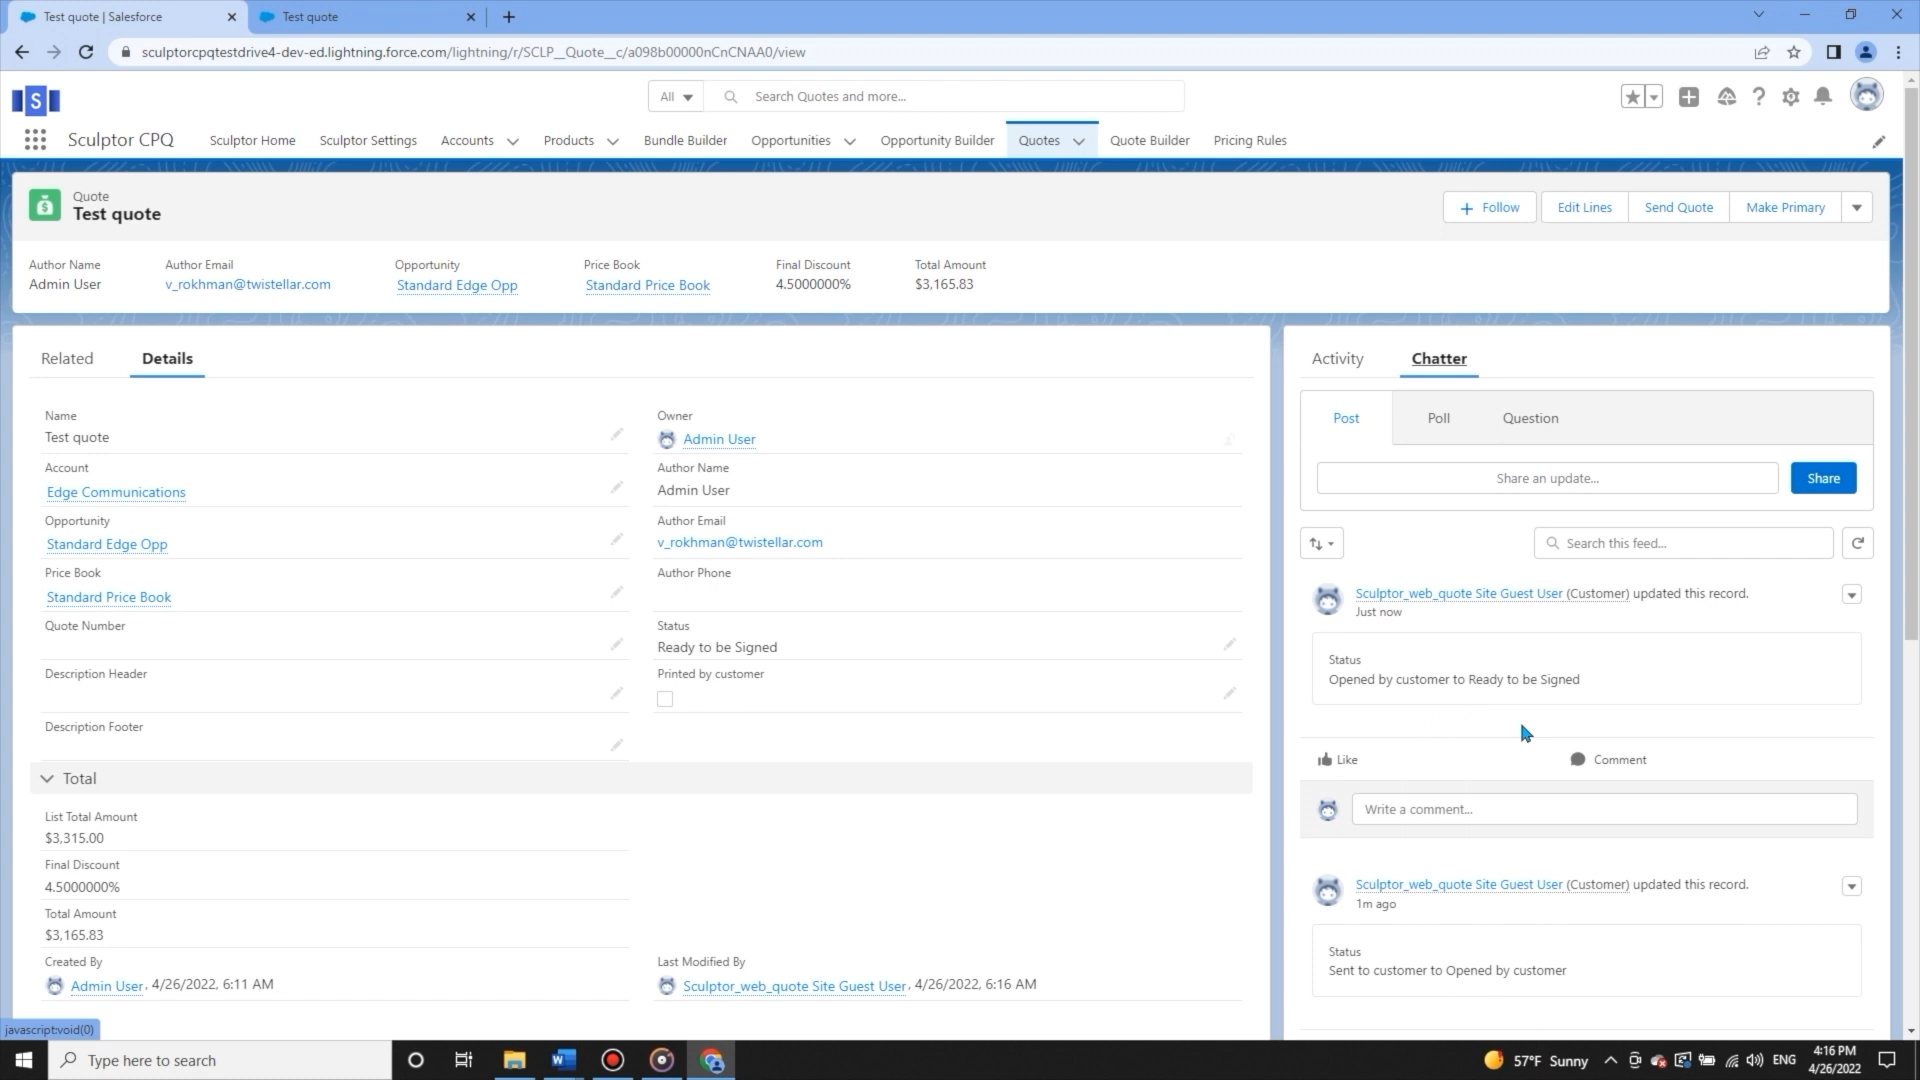 Test quote | Salesforce
Test quote
sculptorcpqtestdrive4-dev-ed.lightning.force.com/lightning/r/SCLP__Quote__c/a098b00000nCnCNAA0/view
S
All
Search Quotes and more...
Sculptor CPQ
Sculptor Home
Sculptor Settings
Accounts
Products
Bundle Builder
Opportunities
Opportunity Builder
Quotes
Quote Builder
Pricing Rules
Quote
Test quote
Follow
Edit Lines
Send Quote
Make Primary
Author Name
Admin User
Author Email
v_rokhman@twistellar.com
Opportunity
Standard Edge Opp
Price Book
Standard Price Book
Final Discount
4.5000000%
Total Amount
$3,165.83
Related
Details
Name
Test quote
Account
Edge Communications
Opportunity
Standard Edge Opp
Price Book
Standard Price Book
Quote Number
Description Header
Description Footer
Owner
Admin User
Author Name
Admin User
Author Email
v_rokhman@twistellar.com
Author Phone
Status
Ready to be Signed
Printed by customer
Total
List Total Amount
$3,315.00
Final Discount
4.5000000%
Total Amount
$3,165.83
Created By
Admin User, 4/26/2022, 6:11 AM
Last Modified By
Sculptor_web_quote Site Guest User, 4/26/2022, 6:16 AM
Activity
Chatter
Post
Poll
Question
Share an update...
Share
Search this feed...
Sculptor_web_quote Site Guest User (Customer) updated this record.
Just now
Status
Opened by customer to Ready to be Signed
Like
Comment
Write a comment...
Sculptor_web_quote Site Guest User (Customer) updated this record.
1m ago
Status
Sent to customer to Opened by customer
javascript:void(0)
Type here to search
57°F Sunny
ENG
4:16 PM
4/26/2022